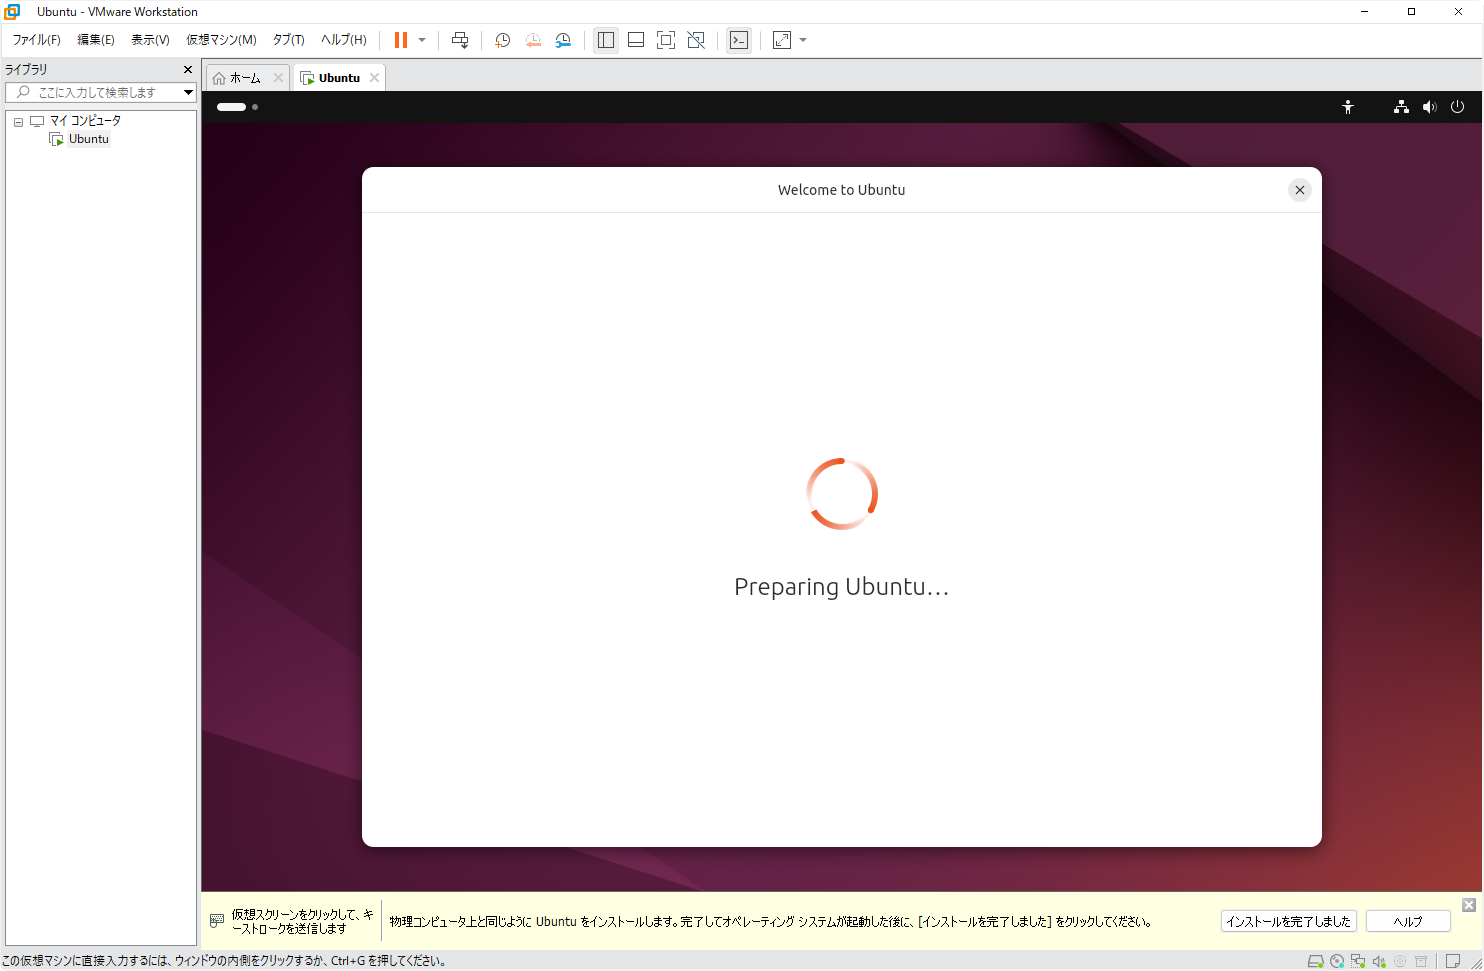 Ubuntu - VMware Workstation
ファイル(F) 編集(E) 表示(V) 仮想マシン(M) タブ(T) ヘルプ(H)
ライブラリ
ホーム
Ubuntu
ここに入力して検索します
マイ コンピュータ
Ubuntu
Welcome to Ubuntu
Preparing Ubuntu...
仮想スクリーンをクリックして、キ
ーストロークを送信します
物理コンピュータ上と同じように Ubuntu をインストールします。完了してオペレーティング システムが起動した後に、[インストールを完了しました] をクリックしてください。
インストールを完了しました
ヘルプ
この仮想マシンに直接入力するには、ウィンドウの内側をクリックするか、Ctrl+G を押してください。